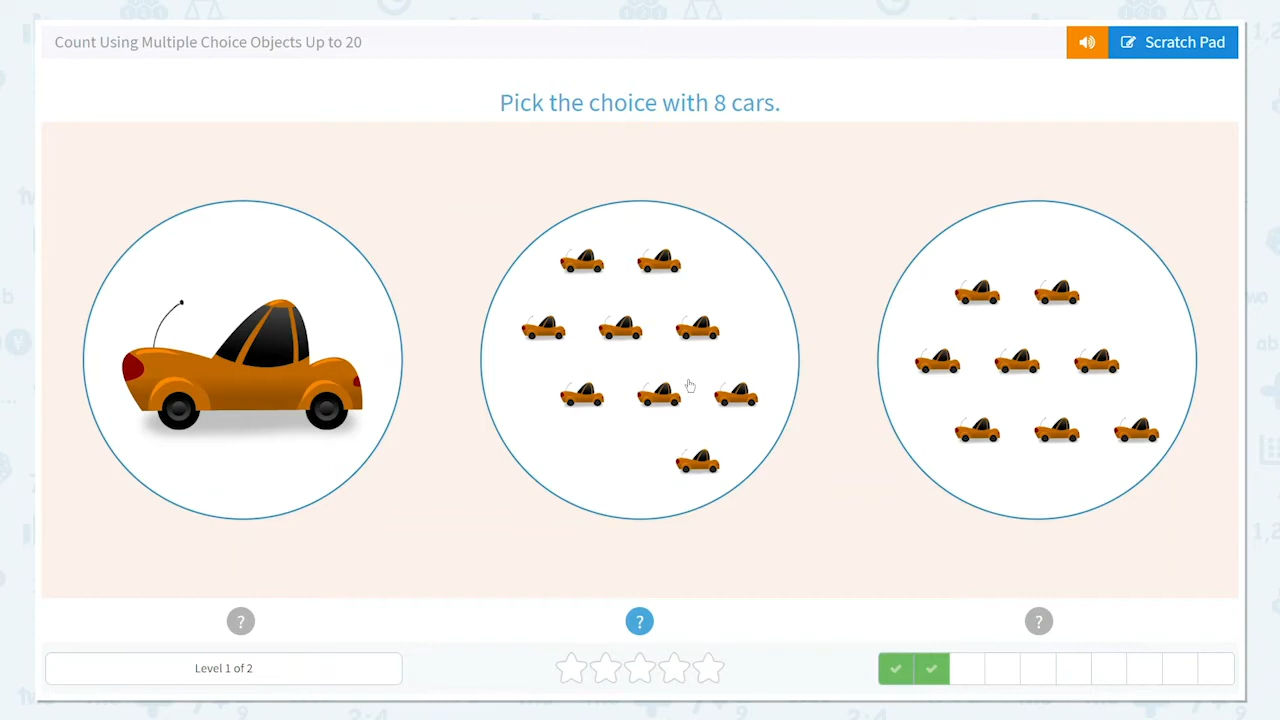 Count Using Multiple Choice Objects Up to 20
Scratch Pad
Pick the choice with 8 cars.
? ? ?
Level 1 of 2